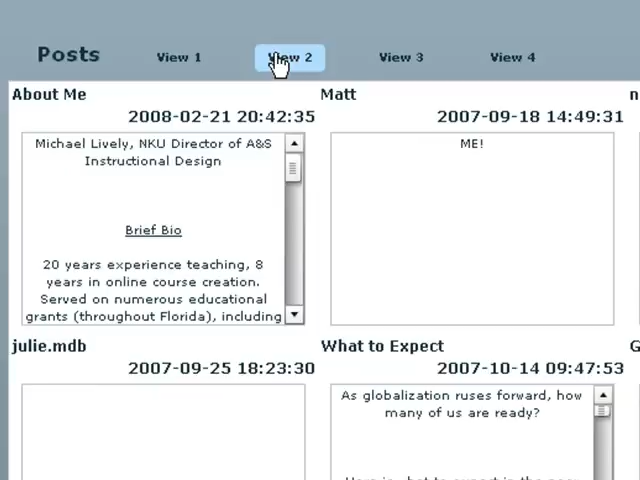 Posts
View 1
View 2
View 3
View 4
About Me
2008-02-21 20:42:35
Michael Lively, NKU Director of A&S
Instructional Design
Brief Bio
20 years experience teaching, 8
years in online course creation.
Served on numerous educational
grants (throughout Florida), including
Matt
2007-09-18 14:49:31
ME!
n
julie.mdb
2007-09-25 18:23:30
What to Expect
2007-10-14 09:47:53
As globalization ruses forward, how
many of us are ready?
G